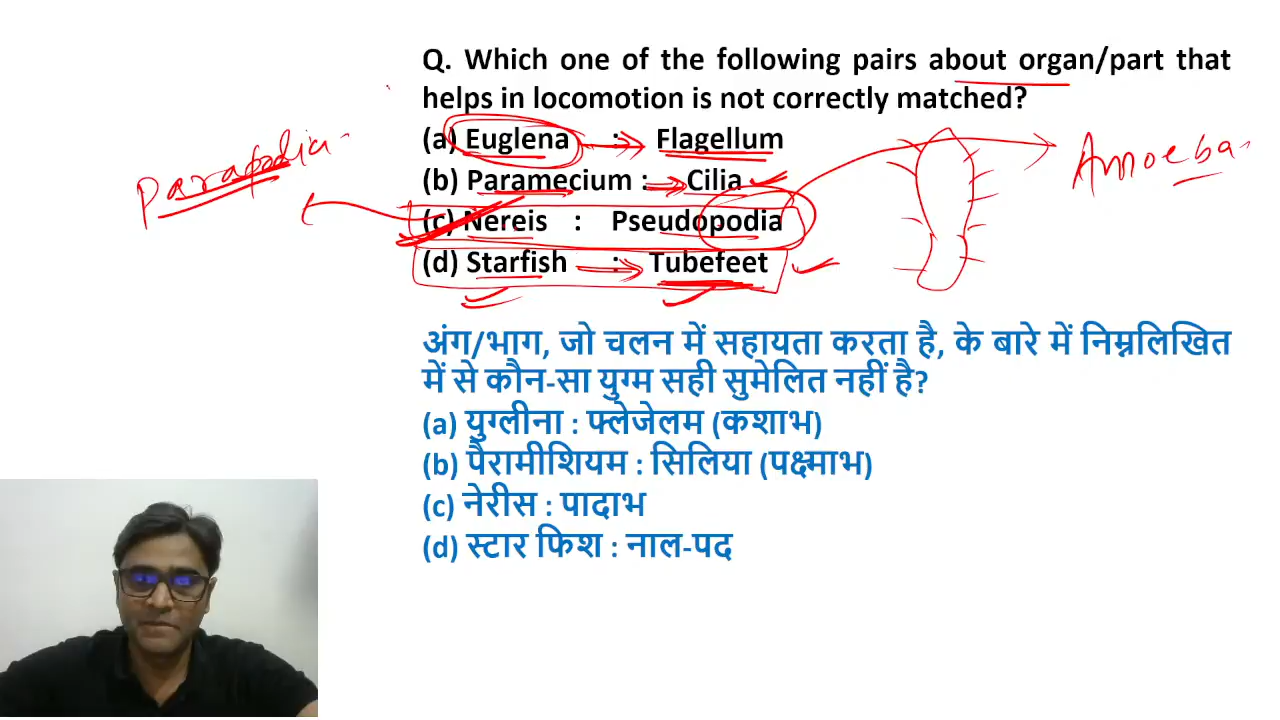 Q. Which one of the following pairs about organ/part that
helps in locomotion is not correctly matched?
(a) Euglena : Flagellum
(b) Paramecium : Cilia
(c) Nereis : Pseudopodia
(d) Starfish : Tubefeet
Parapodia
Amoeba
अंग/भाग, जो चलन में सहायता करता है, के बारे में निम्नलिखित
में से कौन-सा युग्म सही सुमेलित नहीं है?
(a) युग्लीना : फ्लेजेलम (कशाभ)
(b) पैरामीशियम : सिलिया (पक्ष्माभ)
(c) नेरीस : पादाभ
(d) स्टार फिश : नाल-पद